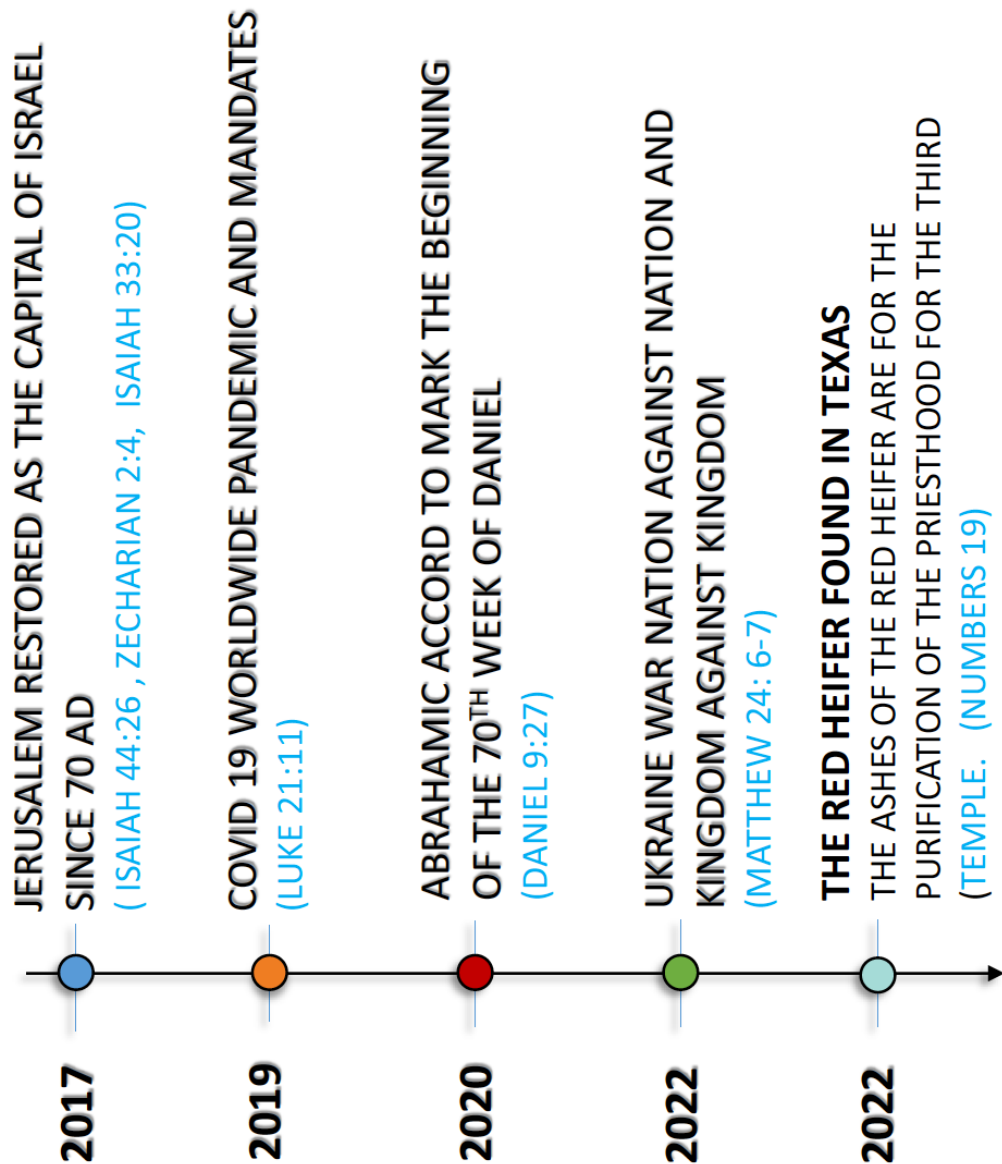 2017
JERUSALEM RESTORED AS THE CAPITAL OF ISRAEL
SINCE 70 AD
( ISAIAH 44:26 , ZECHARIAN 2:4, ISAIAH 33:20)
2019
COVID 19 WORLDWIDE PANDEMIC AND MANDATES
(LUKE 21:11)
2020
ABRAHAMIC ACCORD TO MARK THE BEGINNING
OF THE 70TH WEEK OF DANIEL
(DANIEL 9:27)
2022
UKRAINE WAR NATION AGAINST NATION AND
KINGDOM AGAINST KINGDOM
(MATTHEW 24: 6-7)
2022
THE RED HEIFER FOUND IN TEXAS
THE ASHES OF THE RED HEIFER ARE FOR THE
PURIFICATION OF THE PRIESTHOOD FOR THE THIRD
(TEMPLE. (NUMBERS 19)